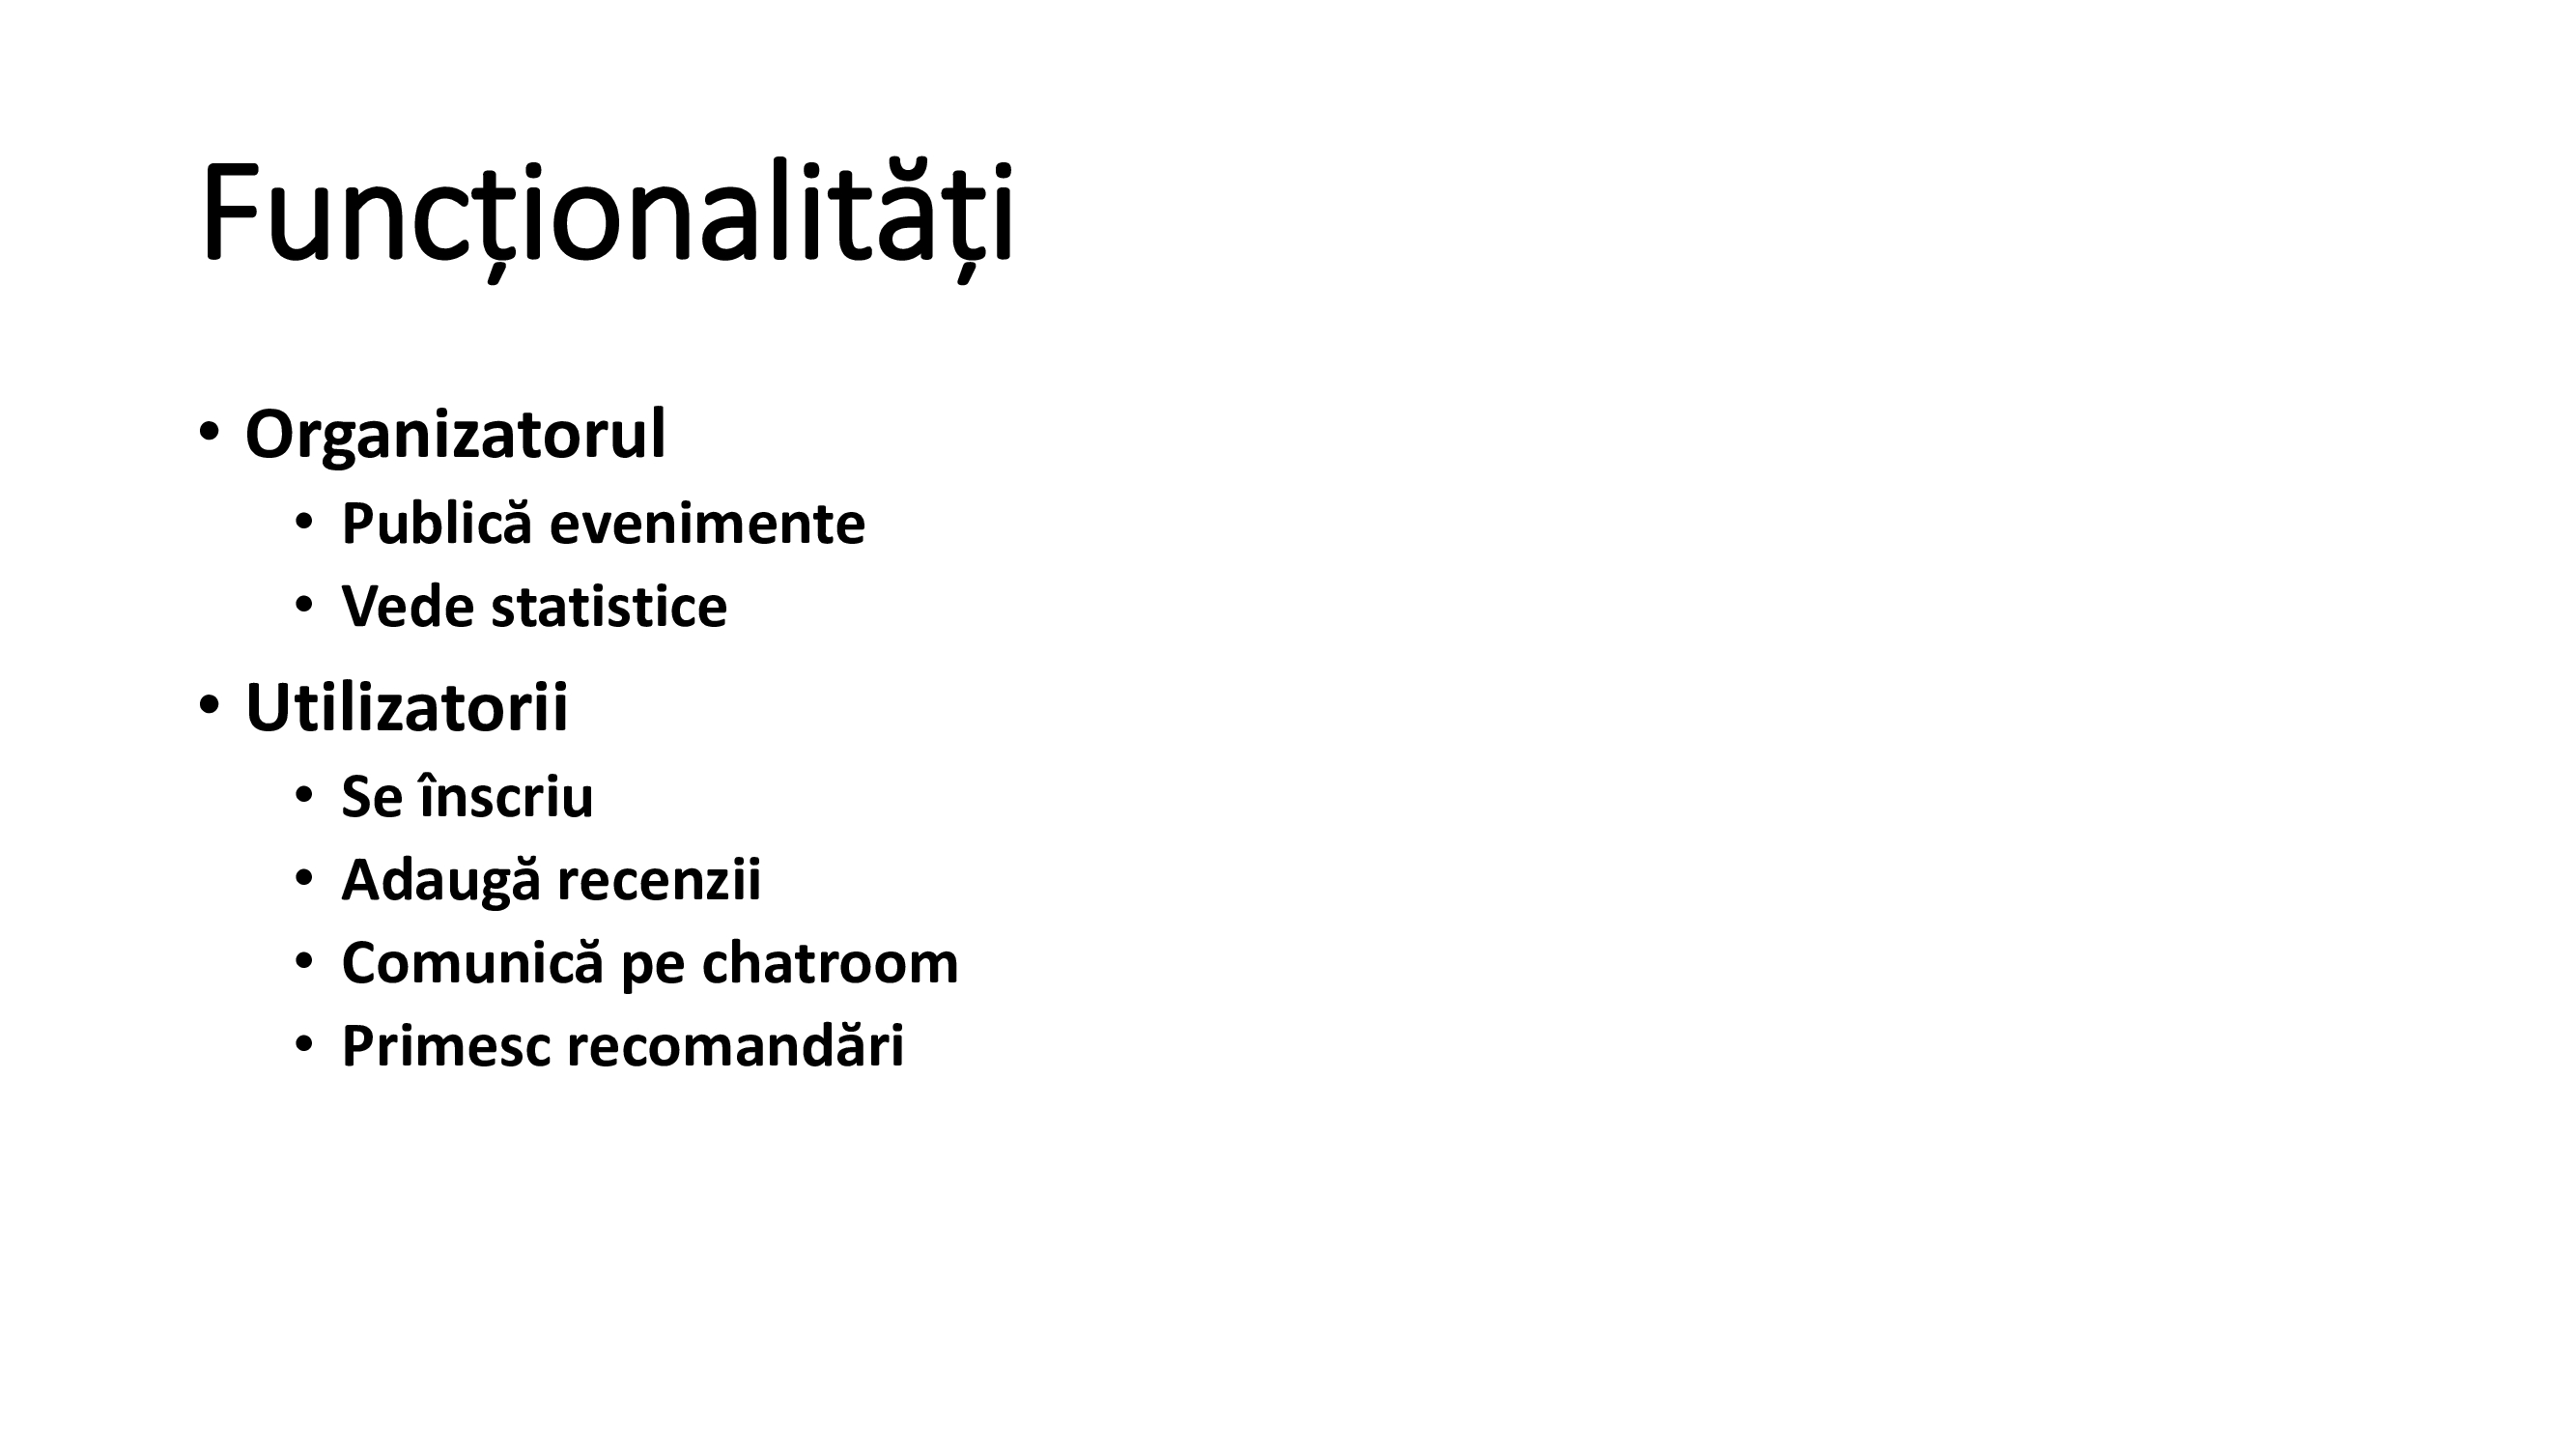 Funcționalități
• Organizatorul
• Publică evenimente
• Vede statistice
• Utilizatorii
• Se înscriu
• Adaugă recenzii
• Comunică pe chatroom
• Primesc recomandări